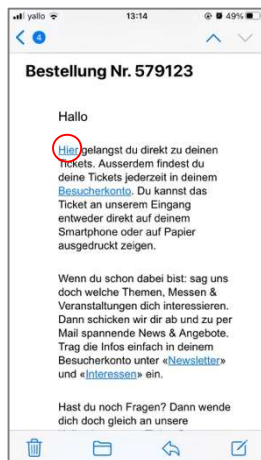 yallo 13:14 49%
4
Bestellung Nr. 579123
Hallo
Hier gelangst du direkt zu deinen
Tickets. Ausserdem findest du
deine Tickets jederzeit in deinem
Besucherkonto. Du kannst das
Ticket an unserem Eingang
entweder direkt auf deinem
Smartphone oder auf Papier
ausgedruckt zeigen.
Wenn du schon dabei bist: sag uns
doch welche Themen, Messen &
Veranstaltungen dich interessieren.
Dann schicken wir dir ab und zu per
Mail spannende News & Angebote.
Trag die Infos einfach in deinem
Besucherkonto unter «Newsletter»
und «Interessen» ein.
Hast du noch Fragen? Dann wende
dich doch gleich an unsere